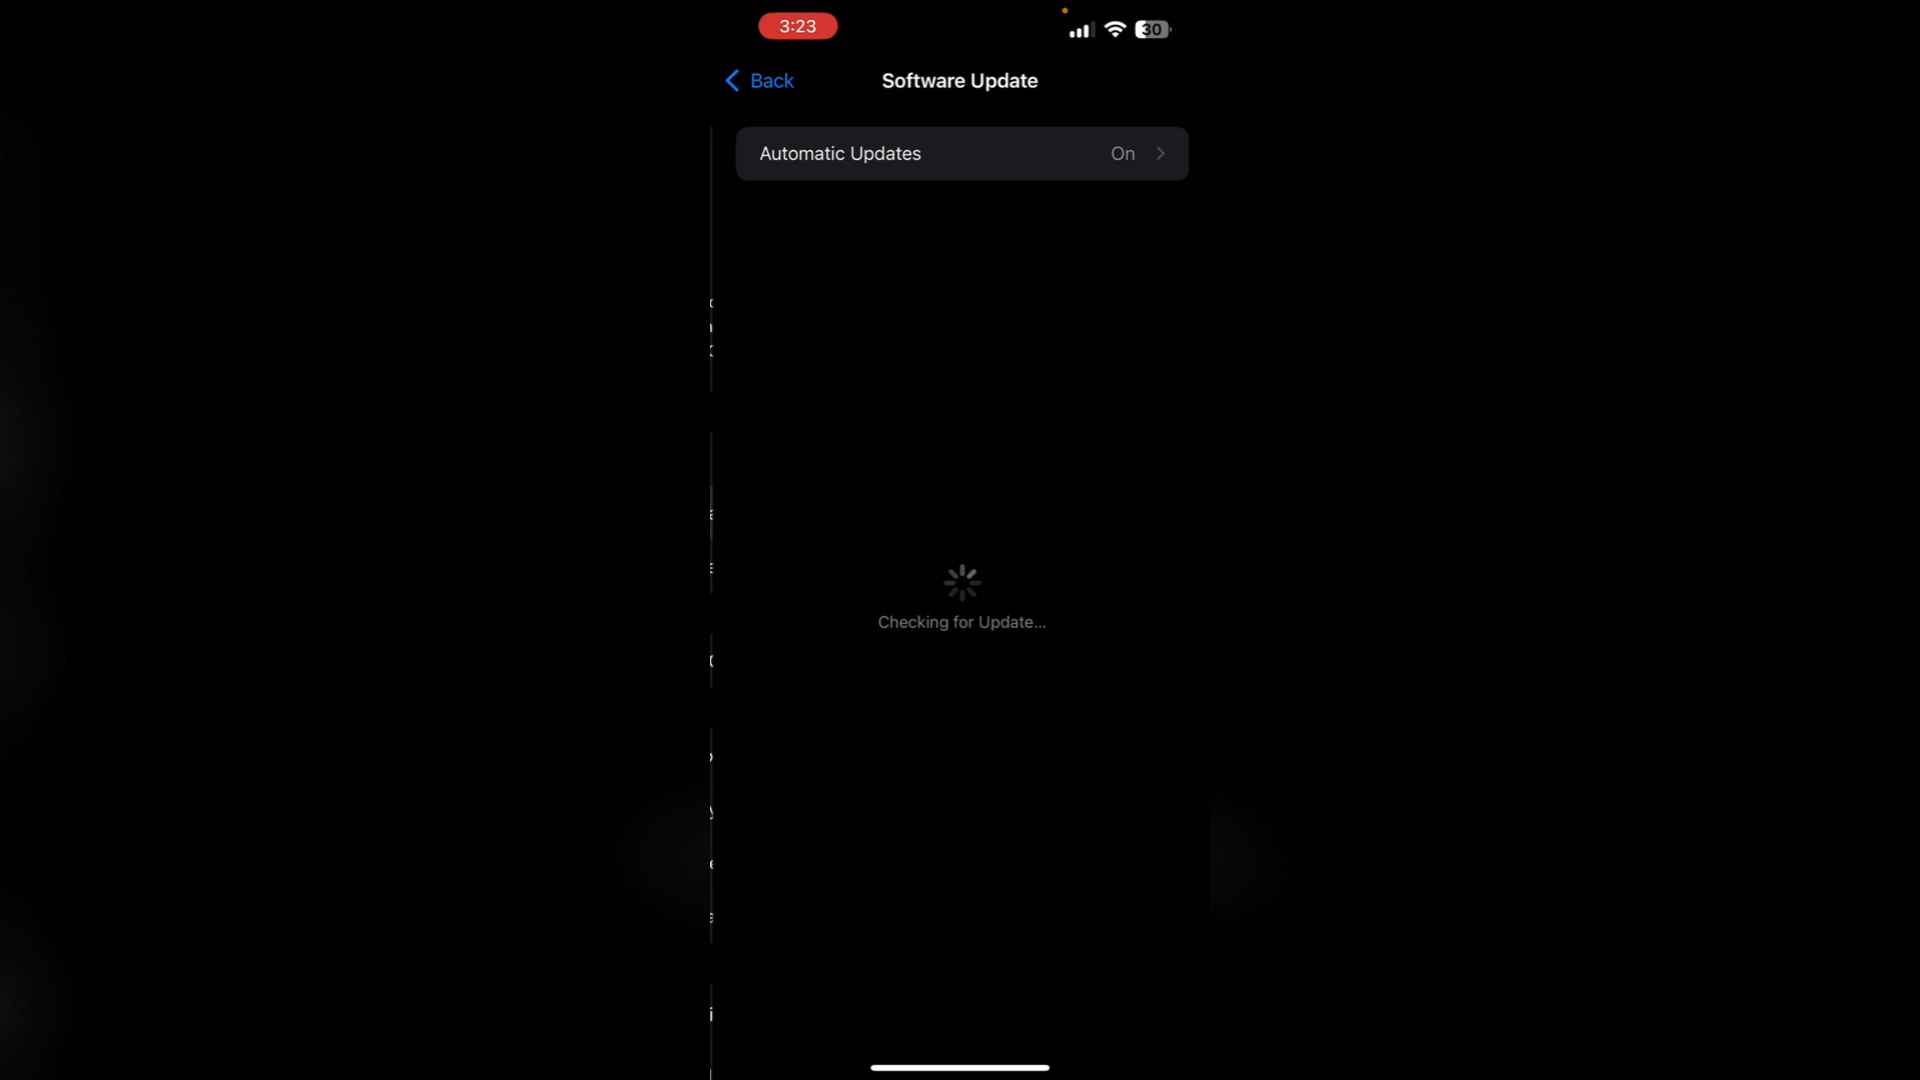 3:23
30
Back
Software Update
Automatic Updates On
Checking for Update...